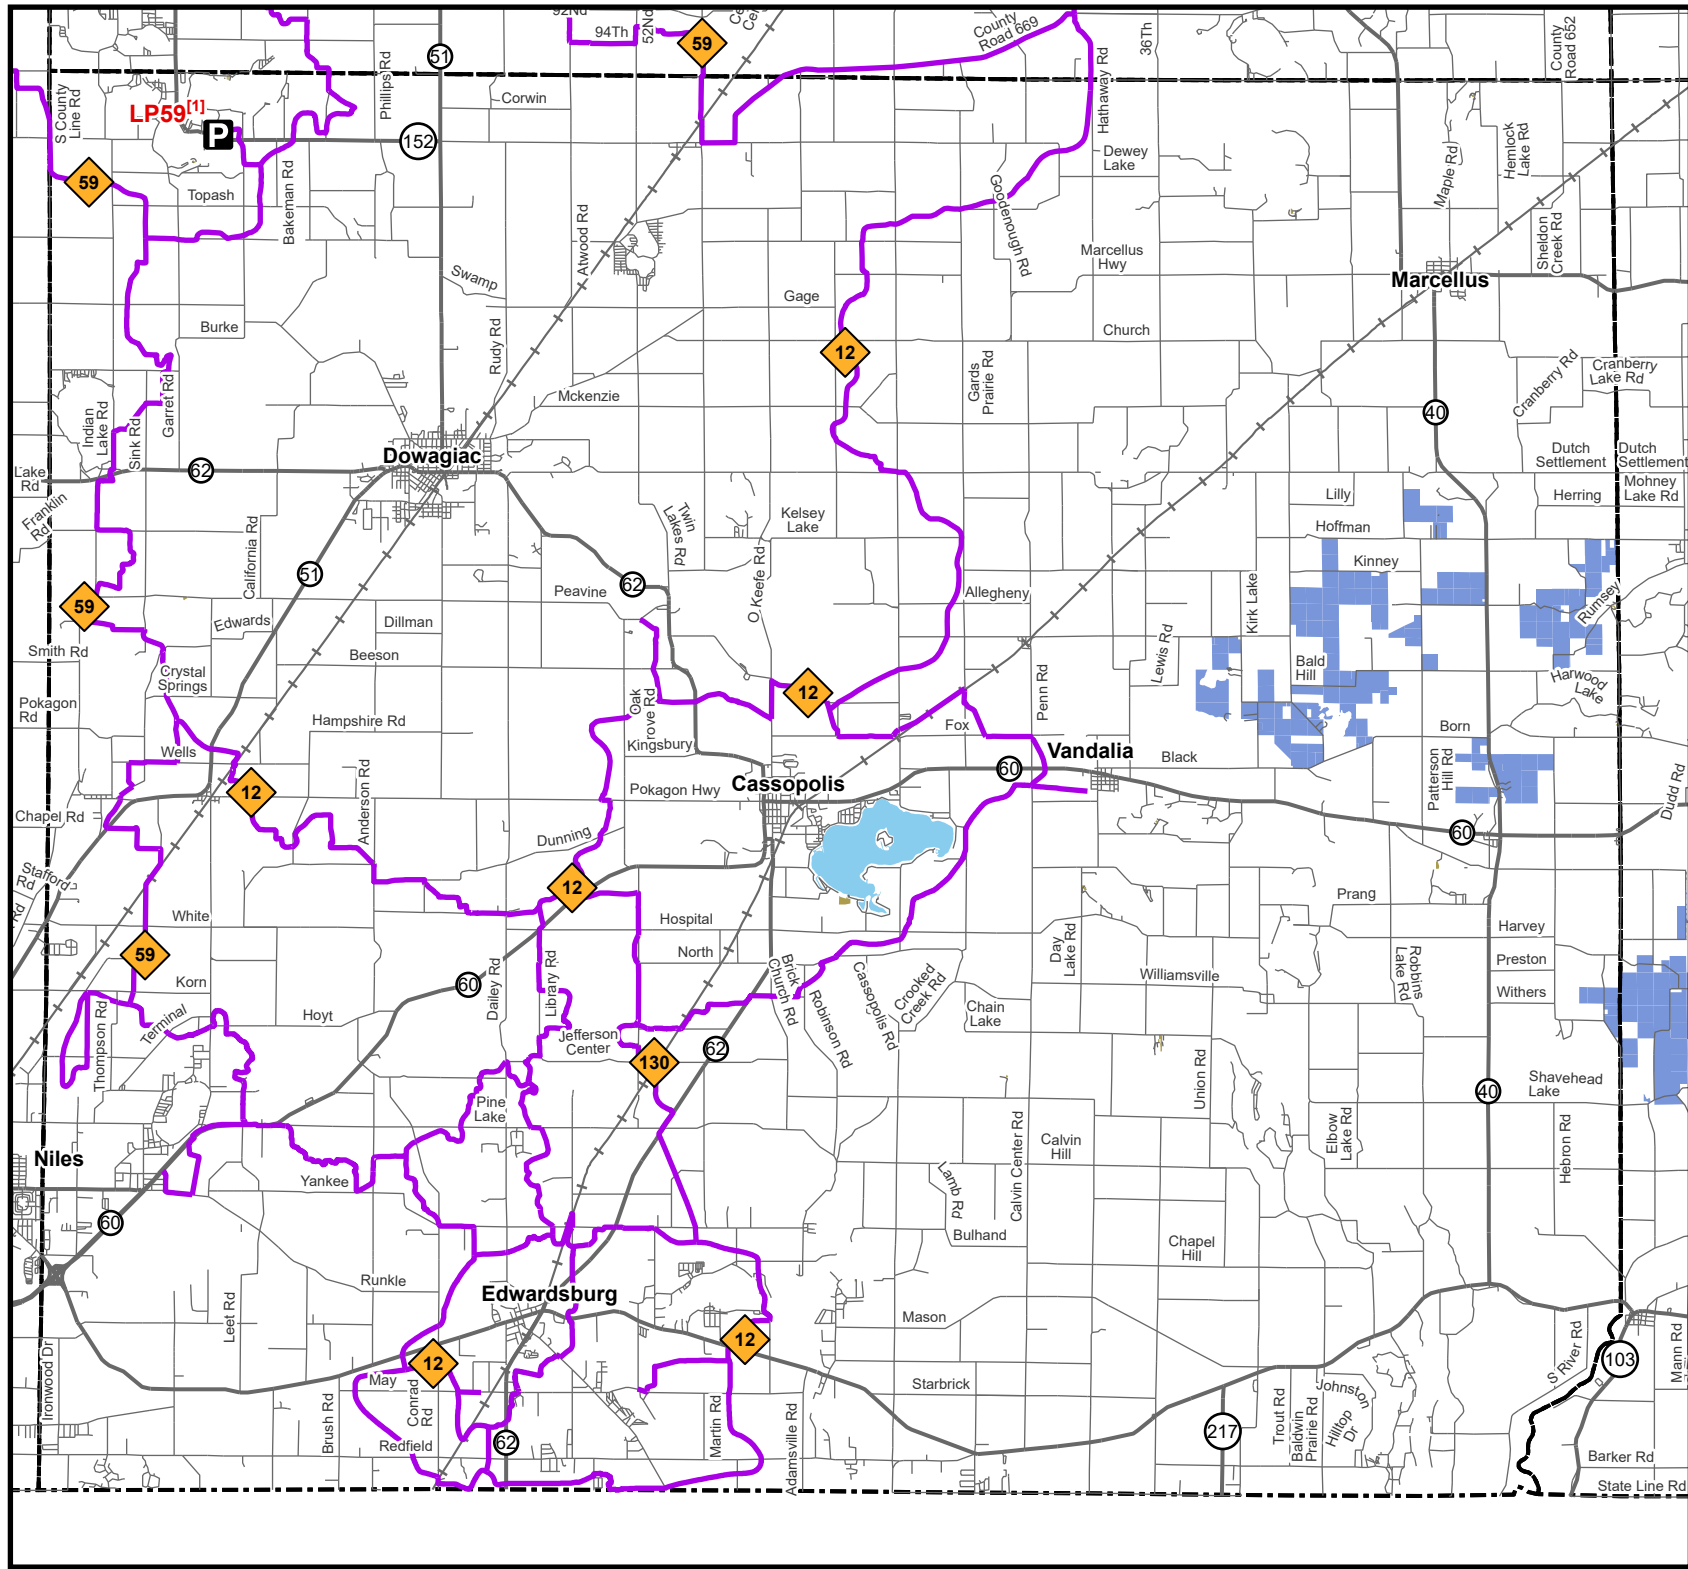 92Nd
94Th
52Nd
59
County
Road 669
36Th
County
Road 652
51
Phillips Rd
S County
Line Rd
Corwin
Hathaway Rd
LP59[1]
P
152
Dewey
Lake
Maple Rd
Hemlock
Lake Rd
59
Topash
Bakeman Rd
Atwood Rd
Goodenough Rd
Marcellus
Hwy
Sheldon
Creek Rd
Swamp
Marcellus
Gage
Burke
Rudy Rd
Church
12
Gards
Prairie Rd
Cranberry Rd
Cranberry
Lake Rd
Garret Rd
Mckenzie
40
Indian
Lake Rd
Sink Rd
Dowagiac
Dutch
Settlement
Dutch
Settlement
Lake
Rd
62
Mohney
Lake Rd
Lilly
Herring
Franklin
Rd
California Rd
Twin
Lakes Rd
Kelsey
Lake
Hoffman
Kinney
51
62
O Keefe Rd
Peavine
Allegheny
Kirk Lake
Rumsey
59
Edwards
Dillman
Smith Rd
Beeson
Lewis Rd
Bald
Hill
Crystal
Springs
Harwood
Lake
12
Penn Rd
Pokagon
Rd
Hampshire Rd
Oak
rove Rd
Fox
Born
Wells
Kingsbury
Vandalia
Black
60
Cassopolis
Patterson
Hill Rd
Dudd Rd
12
Anderson Rd
Pokagon Hwy
Chapel Rd
Dunning
60
Stafford
Rd
12
Prang
Rd
White
Hospital
Harvey
North
Day
Lake Rd
59
Preston
Korn
60
Dailey Rd
Library Rd
Brick
Church Rd
Cassopolis Rd
Crooked
Creek Rd
Williamsville
Robbins
Lake Rd
Withers
Robinson Rd
Chain
Lake
Thompson Rd
Terminal
Hoyt
Jefferson
Center
62
130
Union Rd
Shavehead
Lake
40
Pine
Lake
Calvin Center Rd
Calvin
Hill
Elbow
Lake Rd
Hebron Rd
Niles
Yankee
Lamb Rd
60
Bulhand
Chapel
Hill
Runkle
Edwardsburg
Leet Rd
Mason
12
Ironwood Dr
12
S River Rd
103
Mann Rd
May
Starbrick
Brush Rd
Conrad
Rd
Martin Rd
Adamsville Rd
Trout Rd
Baldwin
Prairie Rd
Johnston
Hilltop
Dr
217
Redfield
62
Barker Rd
State Line Rd